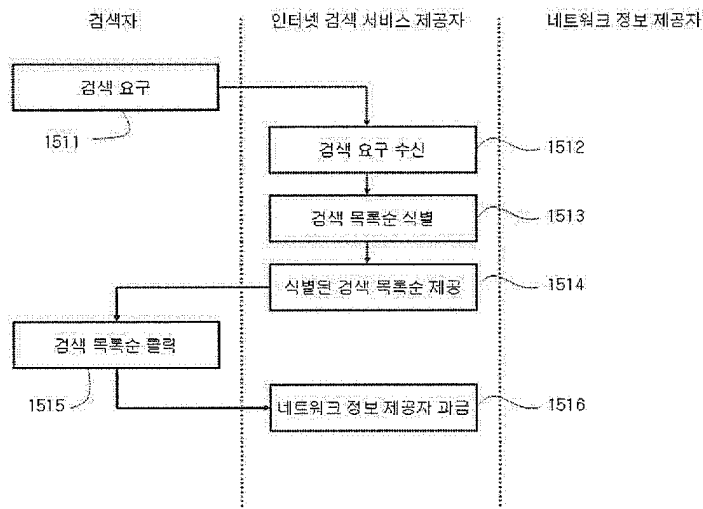 검색자
인터넷 검색 서비스 제공자
네트워크 정보 제공자
검색 요구
1511
검색 요구 수신
1512
검색 목록순 식별
1513
식별된 검색 목록순 제공
1514
검색 목록순 클릭
1515
네트워크 정보 제공자 과금
1516